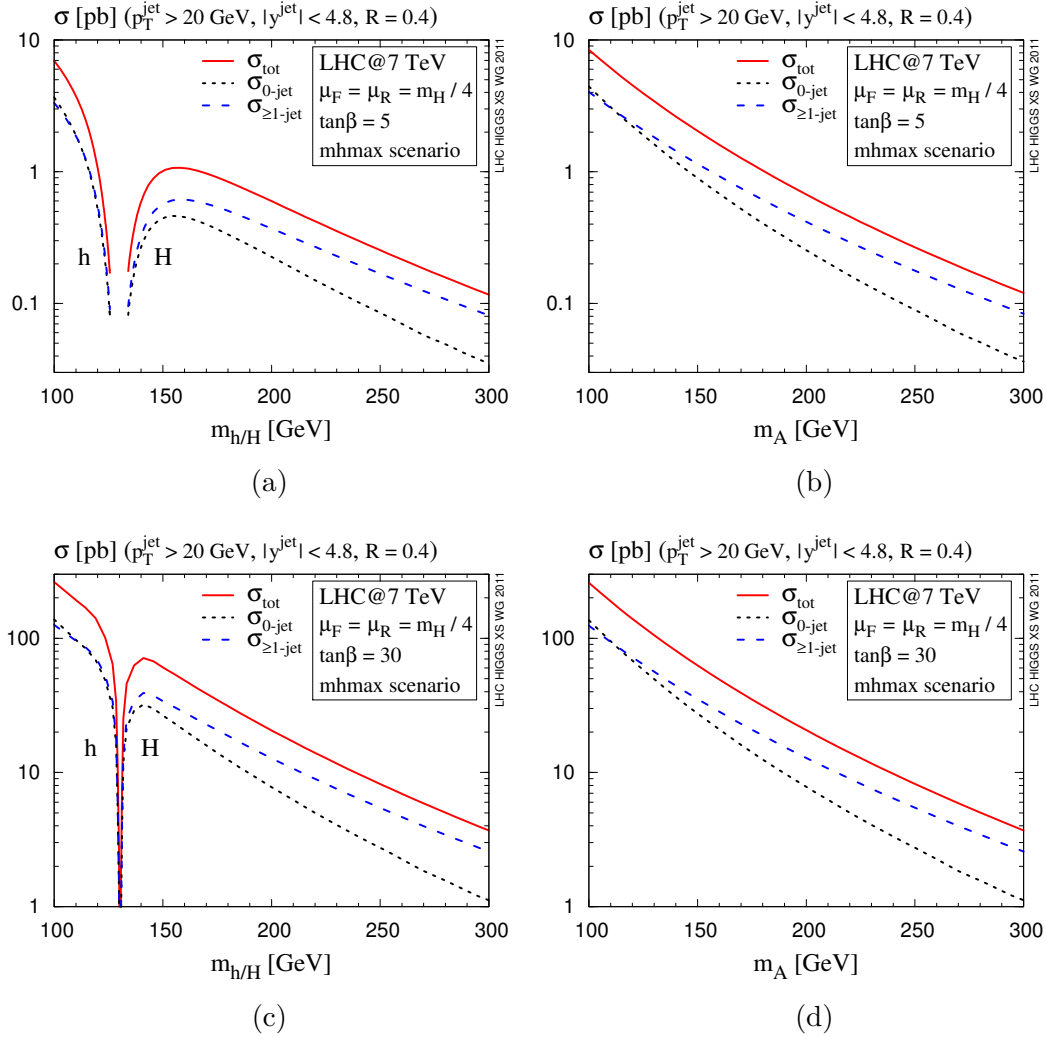 σ [pb] (p_T^jet > 20 GeV, |y^jet| < 4.8, R = 0.4)
10
1
0.1
σ_tot
σ_0-jet
σ_≥1-jet
LHC@7 TeV
μ_F = μ_R = m_H / 4
tanβ = 5
mhmax scenario
LHC HIGGS XS WG 2011
h
H
100 150 200 250 300
m_h/H [GeV]
(a)
σ [pb] (p_T^jet > 20 GeV, |y^jet| < 4.8, R = 0.4)
10
1
0.1
σ_tot
σ_0-jet
σ_≥1-jet
LHC@7 TeV
μ_F = μ_R = m_H / 4
tanβ = 5
mhmax scenario
LHC HIGGS XS WG 2011
100 150 200 250 300
m_A [GeV]
(b)
σ [pb] (p_T^jet > 20 GeV, |y^jet| < 4.8, R = 0.4)
100
10
1
σ_tot
σ_0-jet
σ_≥1-jet
LHC@7 TeV
μ_F = μ_R = m_H / 4
tanβ = 30
mhmax scenario
LHC HIGGS XS WG 2011
h
H
100 150 200 250 300
m_h/H [GeV]
(c)
σ [pb] (p_T^jet > 20 GeV, |y^jet| < 4.8, R = 0.4)
100
10
1
σ_tot
σ_0-jet
σ_≥1-jet
LHC@7 TeV
μ_F = μ_R = m_H / 4
tanβ = 30
mhmax scenario
LHC HIGGS XS WG 2011
100 150 200 250 300
m_A [GeV]
(d)